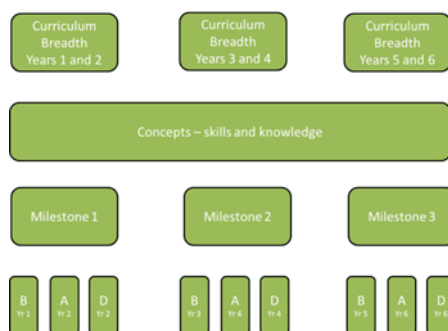 Curriculum
Breadth
Years 1 and 2
Curriculum
Breadth
Years 3 and 4
Curriculum
Breadth
Years 5 and 6
Concepts – skills and knowledge
Milestone 1
Milestone 2
Milestone 3
B
Yr 1
A
Yr 2
D
Yr 2
B
Yr 3
A
Yr 4
D
Yr 4
B
Yr 5
A
Yr 6
D
Yr 6